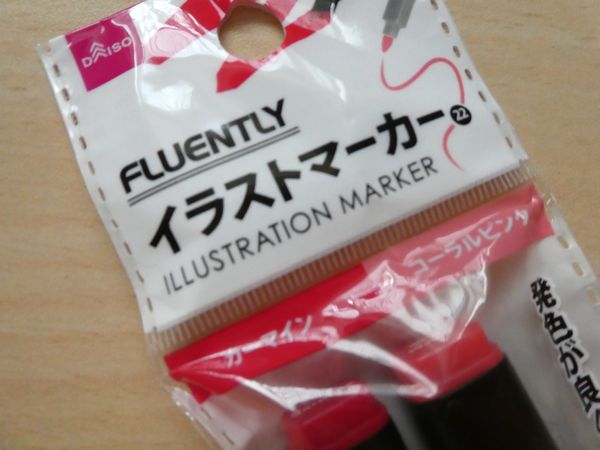 DAISO
FLUENTLY
イラストマーカー 22
ILLUSTRATION MARKER
カーマイン
コーラルピンク
発色が良い